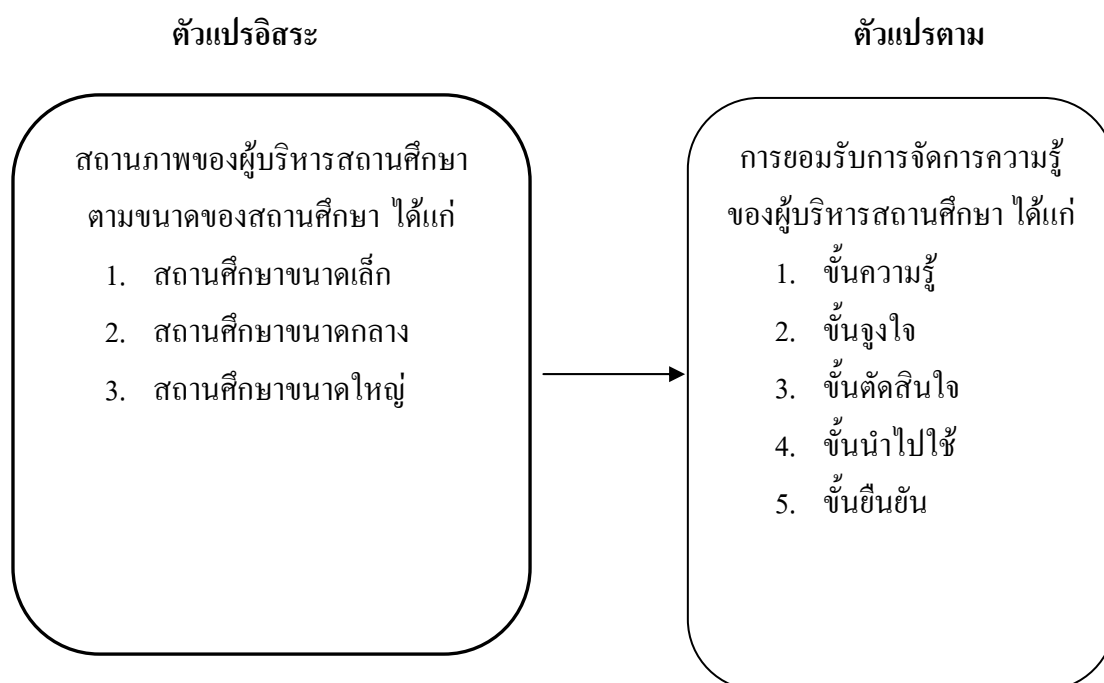 ตัวแปรอิสระ
ตัวแปรตาม
สถานภาพของผู้บริหารสถานศึกษา
ตามขนาดของสถานศึกษา ได้แก่
1. สถานศึกษาขนาดเล็ก
2. สถานศึกษาขนาดกลาง
3. สถานศึกษาขนาดใหญ่
การยอมรับการจัดการความรู้
ของผู้บริหารสถานศึกษา ได้แก่
1. ขั้นความรู้
2. ขั้นจูงใจ
3. ขั้นตัดสินใจ
4. ขั้นนำไปใช้
5. ขั้นยืนยัน